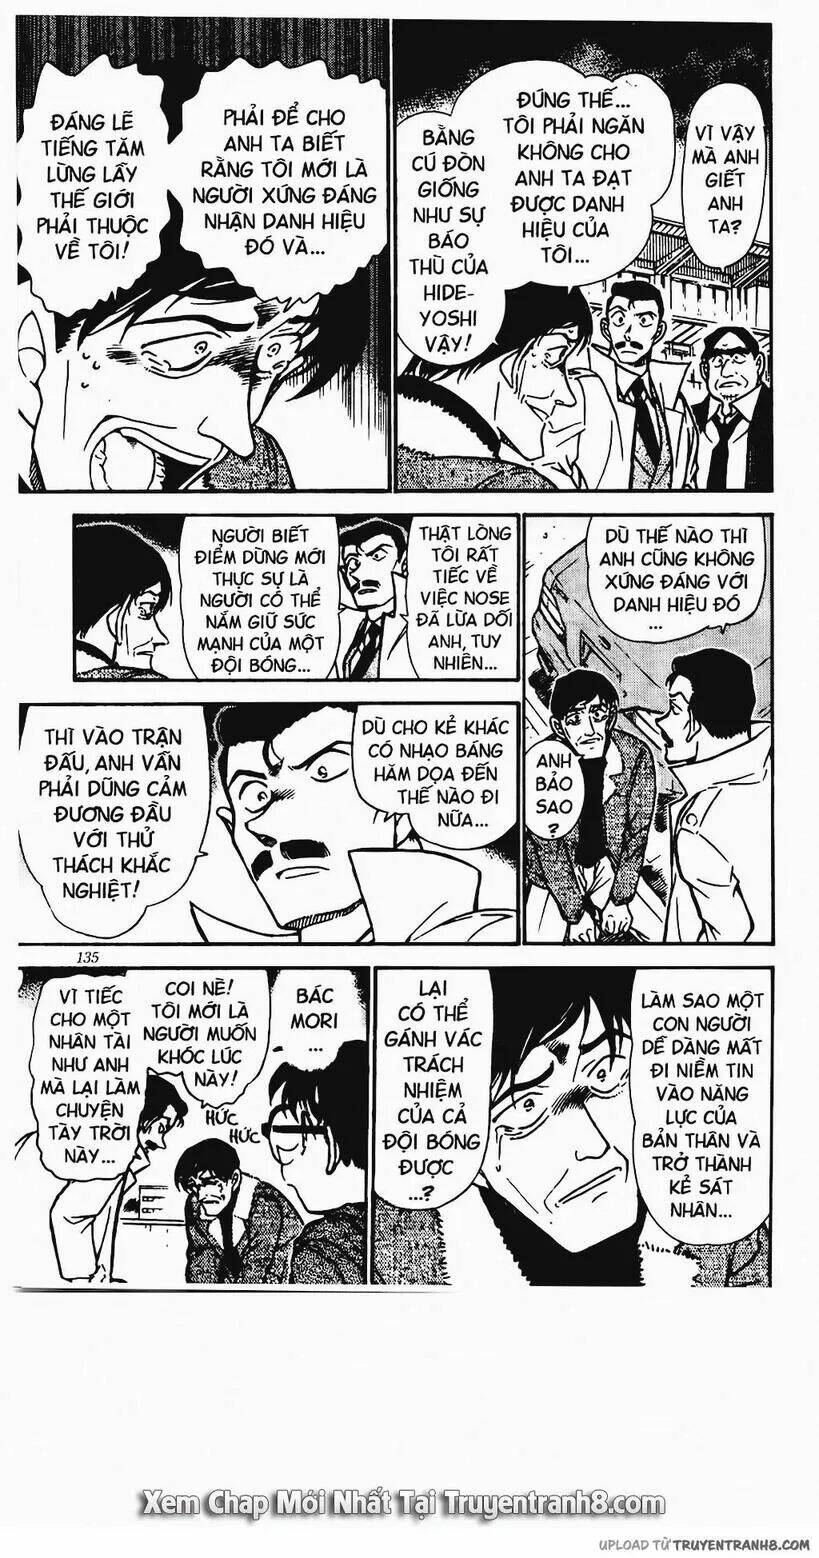 VÌ VẬY
MÀ ANH
GIẾT
ANH
TA?
ĐÚNG THẾ...
TÔI PHẢI NGĂN
KHÔNG CHO
ANH TA ĐẠT
ĐƯỢC DANH
HIỆU CỦA
TÔI...
BẰNG
CÚ ĐÒN
GIỐNG
NHƯ SỰ
BÁO
THÙ CỦA
HIDE-
YOSHI
VẬY!
PHẢI ĐỂ CHO
ANH TA BIẾT
RẰNG TÔI MỚI LÀ
NGƯỜI XỨNG ĐÁNG
NHẬN DANH HIỆU
ĐÓ VÀ...
ĐÁNG LẼ
TIẾNG TĂM
LỪNG LẪY
THẾ GIỚI
PHẢI THUỘC
VỀ TÔI!
DÙ THẾ NÀO THÌ
ANH CŨNG KHÔNG
XỨNG ĐÁNG VỚI
DANH HIỆU ĐÓ
...
ANH
BẢO
SAO
?
THẬT LÒNG
TÔI RẤT
TIẾC VỀ
VIỆC NOSE
ĐÃ LỪA DỐI
ANH, TUY
NHIÊN...
NGƯỜI BIẾT
ĐIỂM DỪNG MỚI
THỰC SỰ LÀ
NGƯỜI CÓ THỂ
NẮM GIỮ SỨC
MẠNH CỦA MỘT
ĐỘI BÓNG...
DÙ CHO KẺ KHÁC
CÓ NHẠO BÁNG
HĂM DỌA ĐẾN
THẾ NÀO ĐI
NỮA...
THÌ VÀO TRẬN
ĐẤU, ANH VẪN
PHẢI DŨNG CẢM
ĐƯƠNG ĐẦU
VỚI THỬ
THÁCH KHẮC
NGHIỆT!
135
LÀM SAO MỘT
CON NGƯỜI
DỄ DÀNG MẤT
ĐI NIỀM TIN
VÀO NĂNG
LỰC CỦA
BẢN THÂN VÀ
TRỞ THÀNH
KẺ SÁT
NHÂN...
LẠI
CÓ THỂ
GÁNH VÁC
TRÁCH
NHIỆM
CỦA CẢ
ĐỘI BÓNG
ĐƯỢC
...?
BÁC
MORI
...
COI NÈ!
TÔI MỚI LÀ
NGƯỜI MUỐN
KHÓC LÚC
NÀY!
VÌ TIẾC
CHO MỘT
NHÂN TÀI
NHƯ ANH
MÀ LẠI LÀM
CHUYỆN
TÀY TRỜI
NÀY...
HỨC
HỨC
Xem Chap Mới Nhất Tại Truyentranh8.com
UPLOAD TỪ TRUYENTRANH8.COM